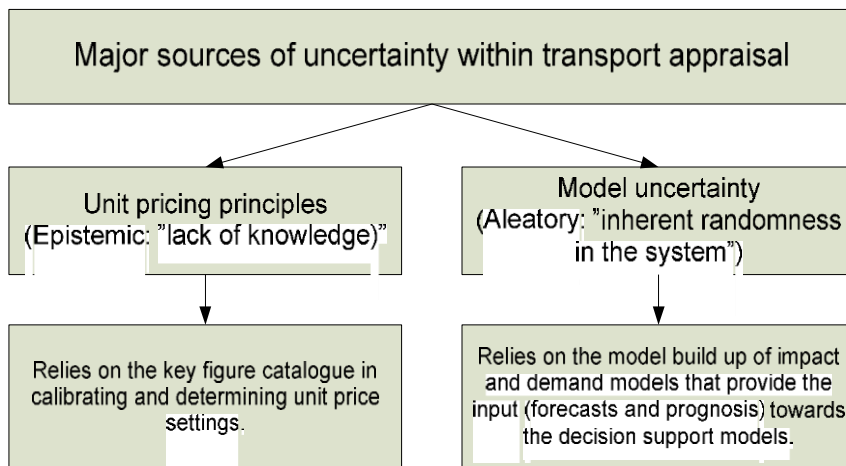 Major sources of uncertainty within transport appraisal
Unit pricing principles
(Epistemic: ”lack of knowledge)”
Model uncertainty
(Aleatory: ”inherent randomness
in the system”)
Relies on the key figure catalogue in
calibrating and determining unit price
settings.
Relies on the model build up of impact
and demand models that provide the
input (forecasts and prognosis) towards
the decision support models.